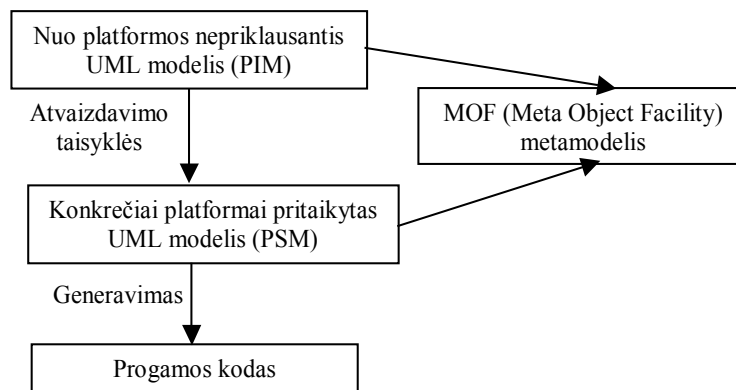 Nuo platformos nepriklausantis
UML modelis (PIM)
Atvaizdavimo
taisyklės
MOF (Meta Object Facility)
metamodelis
Konkrečiai platformai pritaikytas
UML modelis (PSM)
Generavimas
Progamos kodas